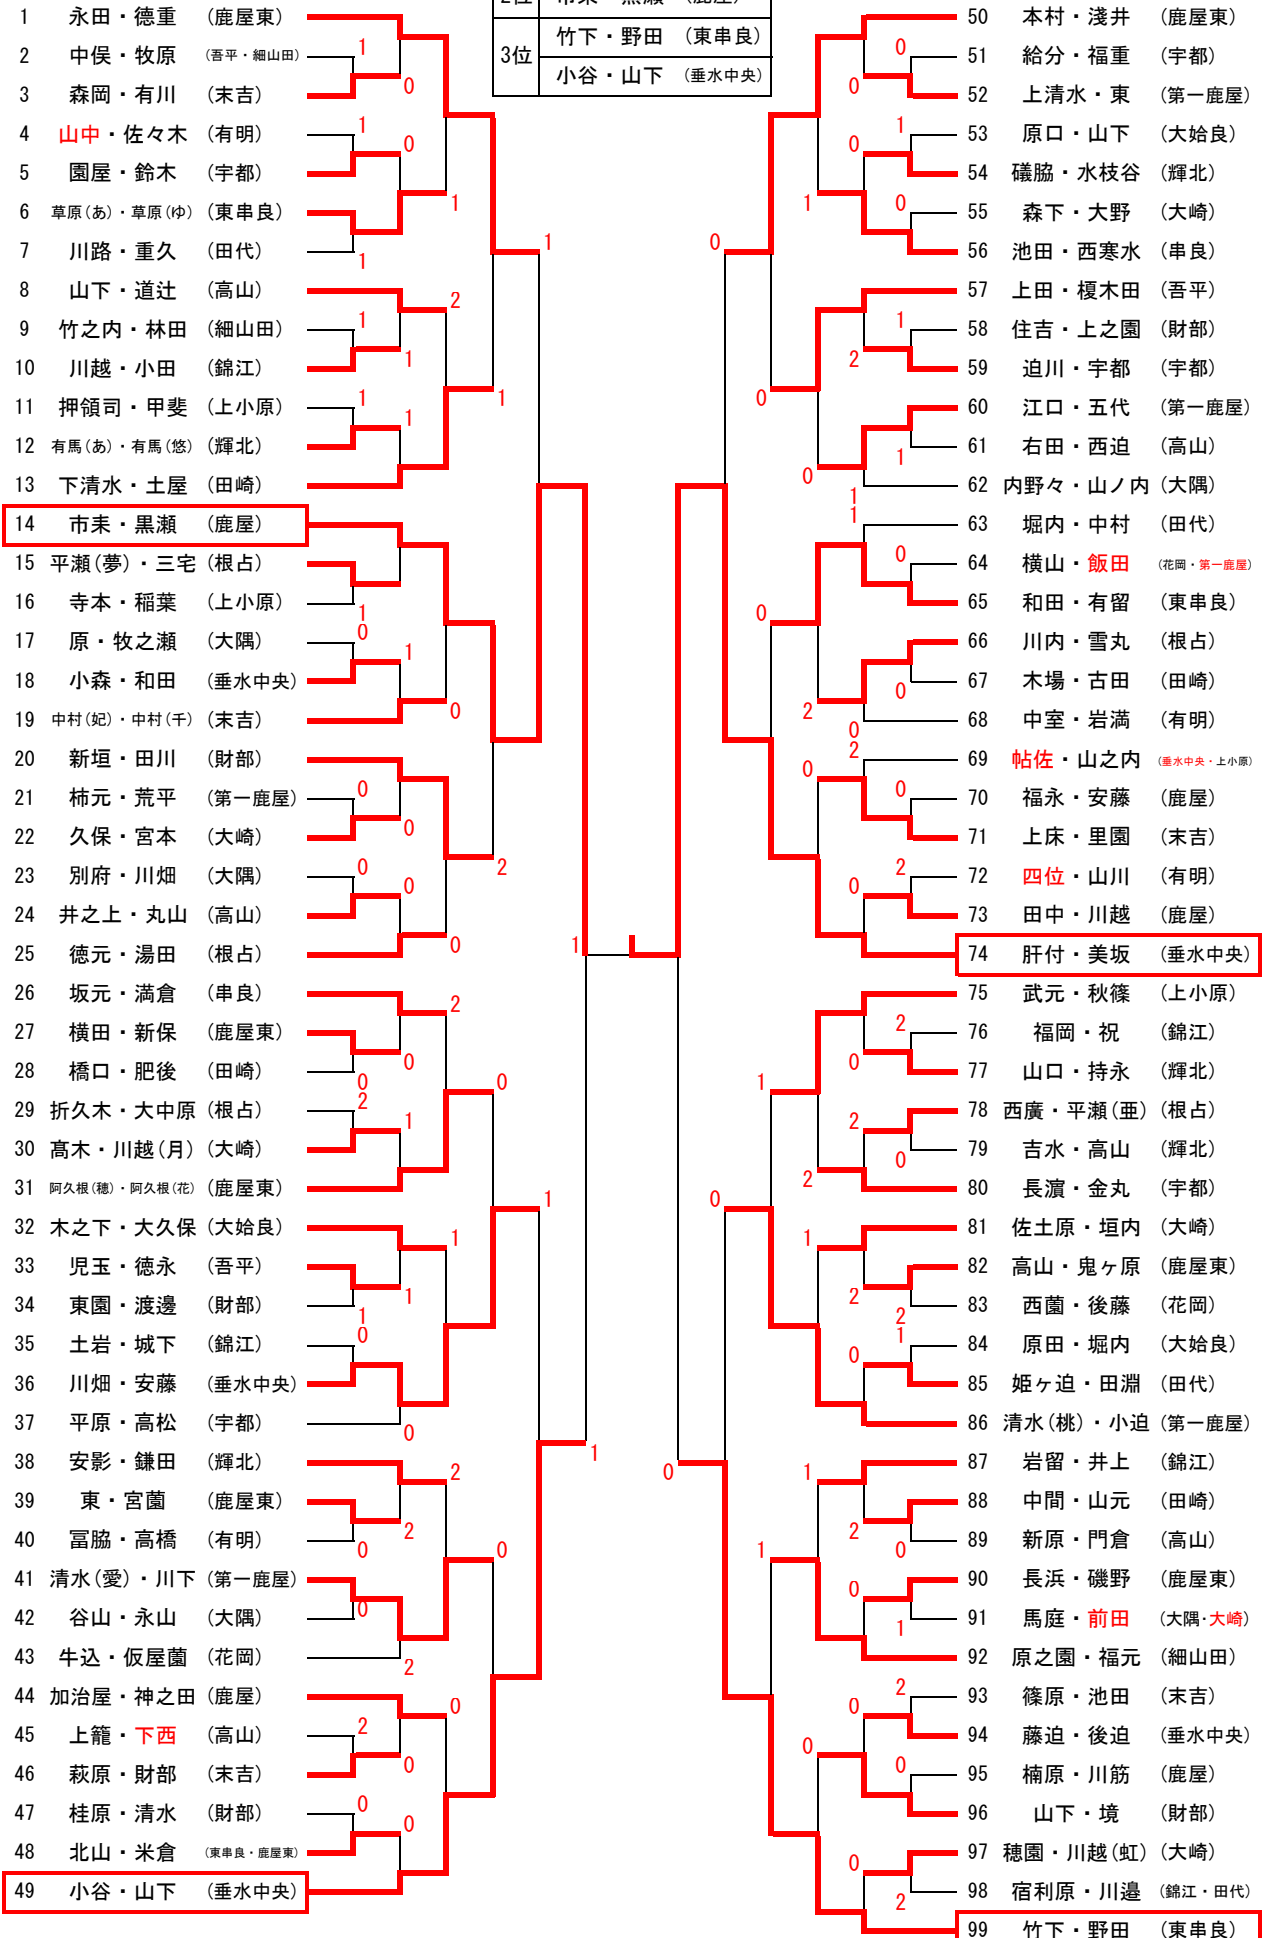 2位 市来・黒瀬 (鹿屋)
3位 竹下・野田 (東串良)
小谷・山下 (垂水中央)
1 永田・德重 (鹿屋東)
2 中俣・牧原 (吾平・細山田)
3 森岡・有川 (末吉)
4 山中・佐々木 (有明)
5 園屋・鈴木 (宇都)
6 草原(あ)・草原(ゆ) (東串良)
7 川路・重久 (田代)
8 山下・道辻 (高山)
9 竹之内・林田 (細山田)
10 川越・小田 (錦江)
11 押領司・甲斐 (上小原)
12 有馬(あ)・有馬(悠) (輝北)
13 下清水・土屋 (田崎)
14 市耒・黒瀬 (鹿屋)
15 平瀬(夢)・三宅 (根占)
16 寺本・稲葉 (上小原)
17 原・牧之瀬 (大隅)
18 小森・和田 (垂水中央)
19 中村(妃)・中村(千) (末吉)
20 新垣・田川 (財部)
21 柿元・荒平 (第一鹿屋)
22 久保・宮本 (大崎)
23 別府・川畑 (大隅)
24 井之上・丸山 (高山)
25 徳元・湯田 (根占)
26 坂元・満倉 (串良)
27 横田・新保 (鹿屋東)
28 橋口・肥後 (田崎)
29 折久木・大中原 (根占)
30 髙木・川越(月) (大崎)
31 阿久根(穂)・阿久根(花) (鹿屋東)
32 木之下・大久保 (大姶良)
33 児玉・徳永 (吾平)
34 東園・渡邊 (財部)
35 土岩・城下 (錦江)
36 川畑・安藤 (垂水中央)
37 平原・高松 (宇都)
38 安影・鎌田 (輝北)
39 東・宮薗 (鹿屋東)
40 冨脇・高橋 (有明)
41 清水(愛)・川下 (第一鹿屋)
42 谷山・永山 (大隅)
43 牛込・仮屋薗 (花岡)
44 加治屋・神之田 (鹿屋)
45 上籠・下西 (高山)
46 萩原・財部 (末吉)
47 桂原・清水 (財部)
48 北山・米倉 (東串良・鹿屋東)
49 小谷・山下 (垂水中央)
50 本村・淺井 (鹿屋東)
51 給分・福重 (宇都)
52 上清水・東 (第一鹿屋)
53 原口・山下 (大姶良)
54 礒脇・水枝谷 (輝北)
55 森下・大野 (大崎)
56 池田・西寒水 (串良)
57 上田・榎木田 (吾平)
58 住吉・上之園 (財部)
59 迫川・宇都 (宇都)
60 江口・五代 (第一鹿屋)
61 右田・西迫 (高山)
62 内野々・山ノ内 (大隅)
63 堀内・中村 (田代)
64 横山・飯田 (花岡・第一鹿屋)
65 和田・有留 (東串良)
66 川内・雪丸 (根占)
67 木場・古田 (田崎)
68 中室・岩満 (有明)
69 帖佐・山之内 (垂水中央・上小原)
70 福永・安藤 (鹿屋)
71 上床・里園 (末吉)
72 四位・山川 (有明)
73 田中・川越 (鹿屋)
74 肝付・美坂 (垂水中央)
75 武元・秋篠 (上小原)
76 福岡・祝 (錦江)
77 山口・持永 (輝北)
78 西廣・平瀬(亜) (根占)
79 吉水・高山 (輝北)
80 長濵・金丸 (宇都)
81 佐土原・垣内 (大崎)
82 高山・鬼ヶ原 (鹿屋東)
83 西薗・後藤 (花岡)
84 原田・堀内 (大姶良)
85 姫ヶ迫・田淵 (田代)
86 清水(桃)・小迫 (第一鹿屋)
87 岩留・井上 (錦江)
88 中間・山元 (田崎)
89 新原・門倉 (高山)
90 長浜・磯野 (鹿屋東)
91 馬庭・前田 (大隅・大崎)
92 原之園・福元 (細山田)
93 篠原・池田 (末吉)
94 藤迫・後迫 (垂水中央)
95 楠原・川筋 (鹿屋)
96 山下・境 (財部)
97 穂園・川越(虹) (大崎)
98 宿利原・川邉 (錦江・田代)
99 竹下・野田 (東串良)